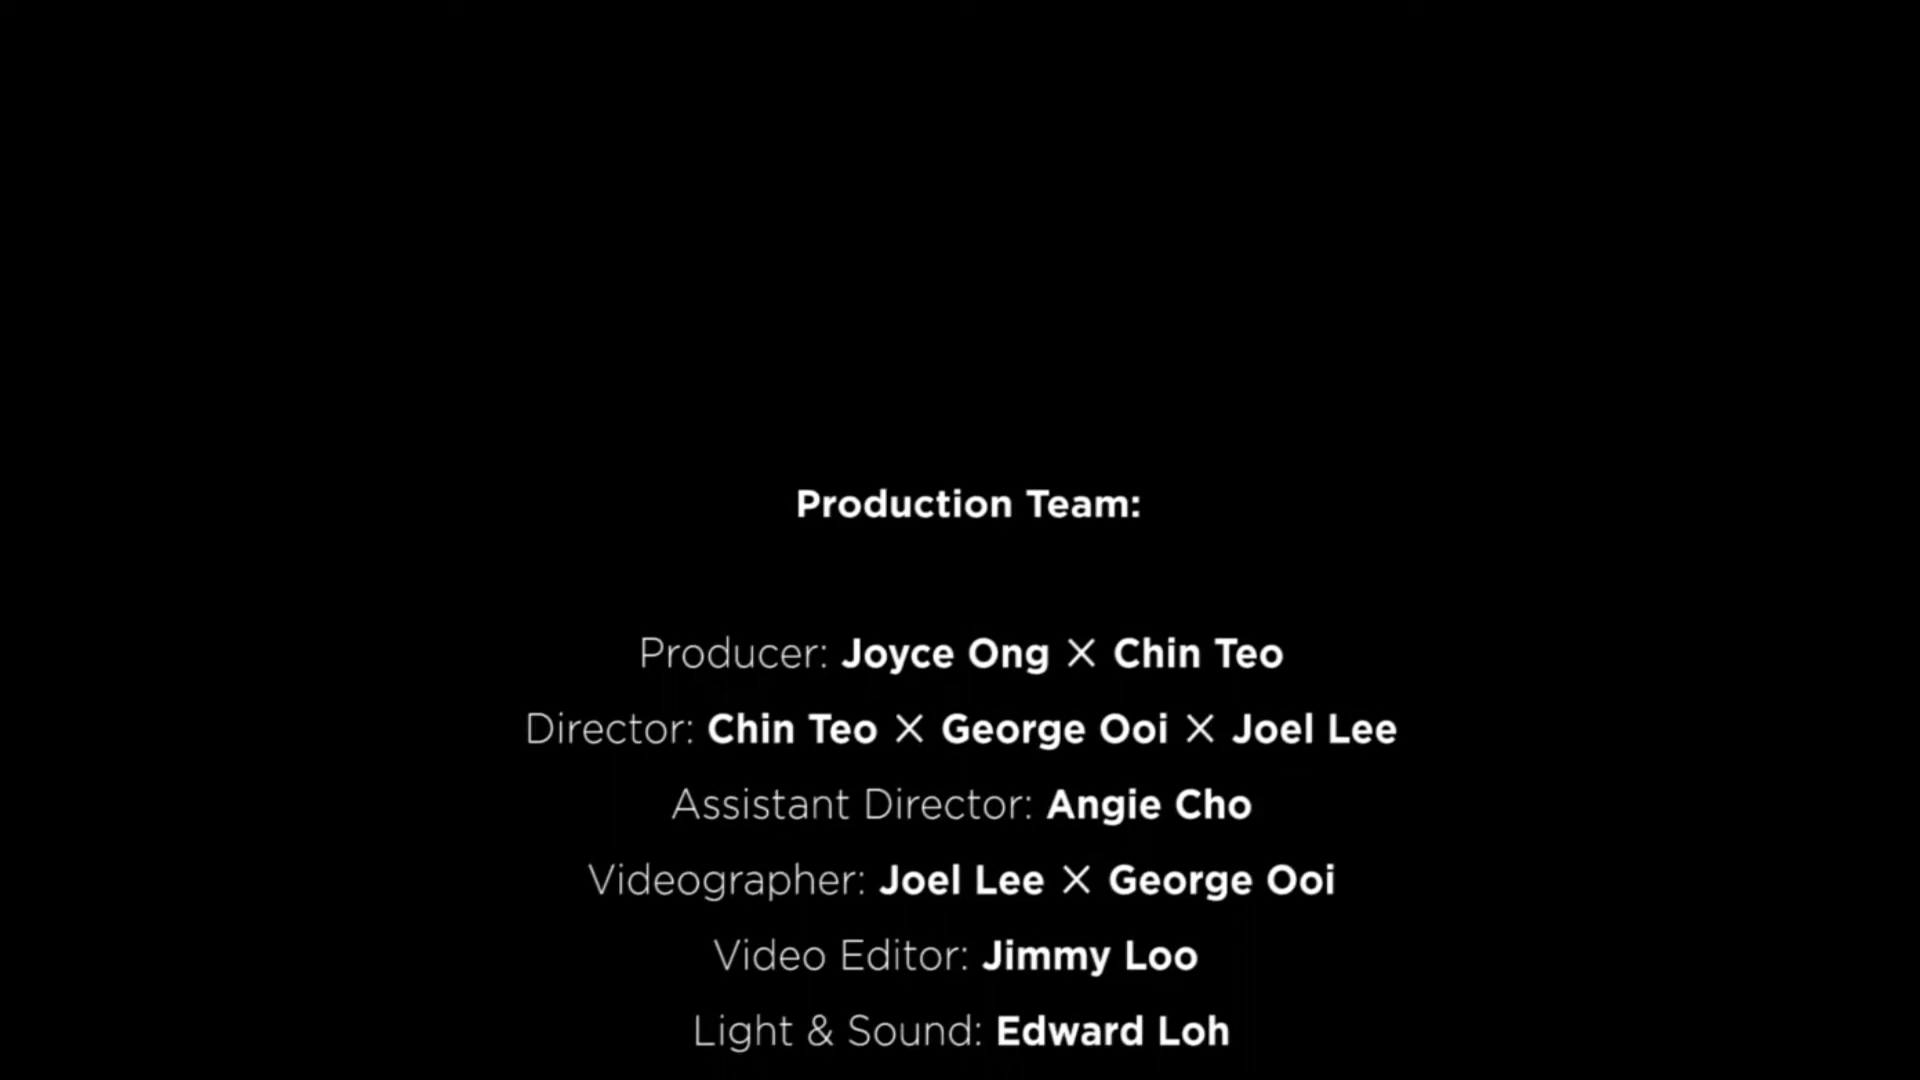 Production Team:
Producer: Joyce Ong X Chin Teo
Director: Chin Teo X George Ooi X Joel Lee
Assistant Director: Angie Cho
Videographer: Joel Lee X George Ooi
Video Editor: Jimmy Loo
Light & Sound: Edward Loh